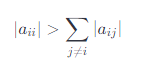 |a_{ii}| > \sum_{j \neq i} |a_{ij}|